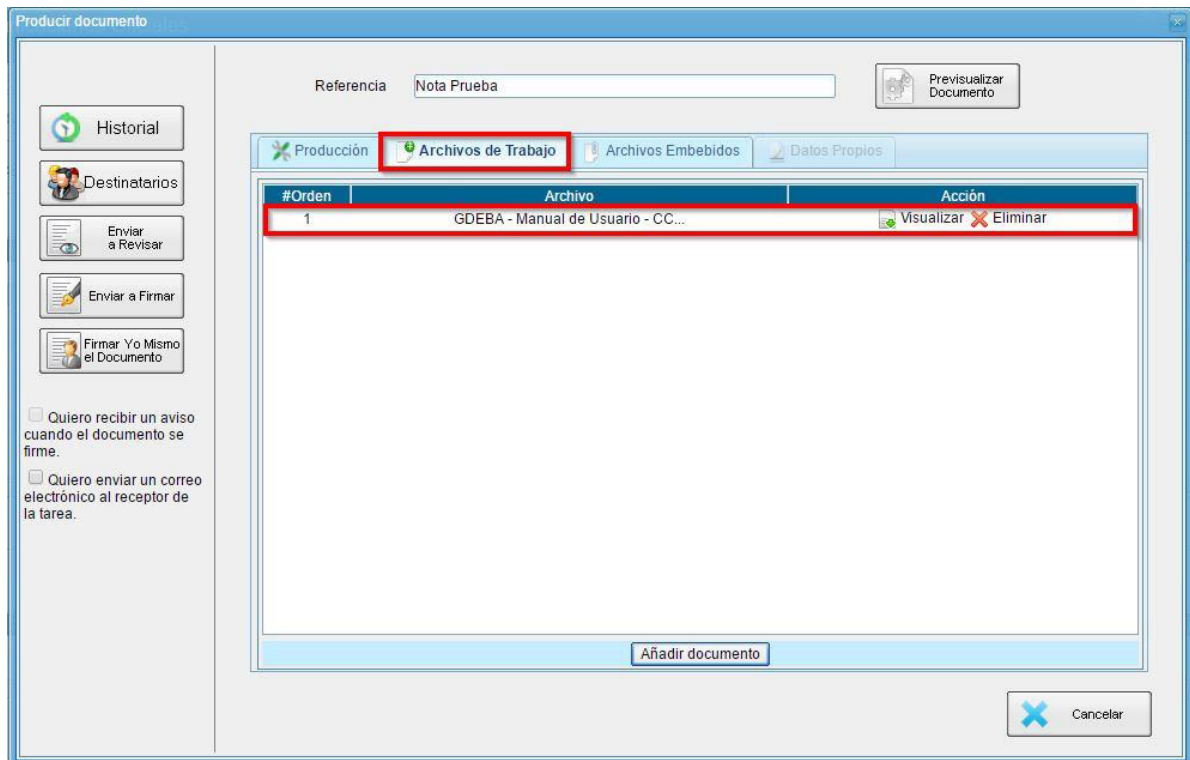 Producir documento
Referencia
Nota Prueba
Previsualizar
Documento
Historial
Destinatarios
Enviar
a Revisar
Enviar a Firmar
Firmar Yo Mismo
el Documento
Quiero recibir un aviso
cuando el documento se
firme.
Quiero enviar un correo
electrónico al receptor de
la tarea.
Producción
Archivos de Trabajo
Archivos Embebidos
Datos Propios
#Orden Archivo Acción
1 GDEBA - Manual de Usuario - CC... Visualizar Eliminar
Añadir documento
Cancelar